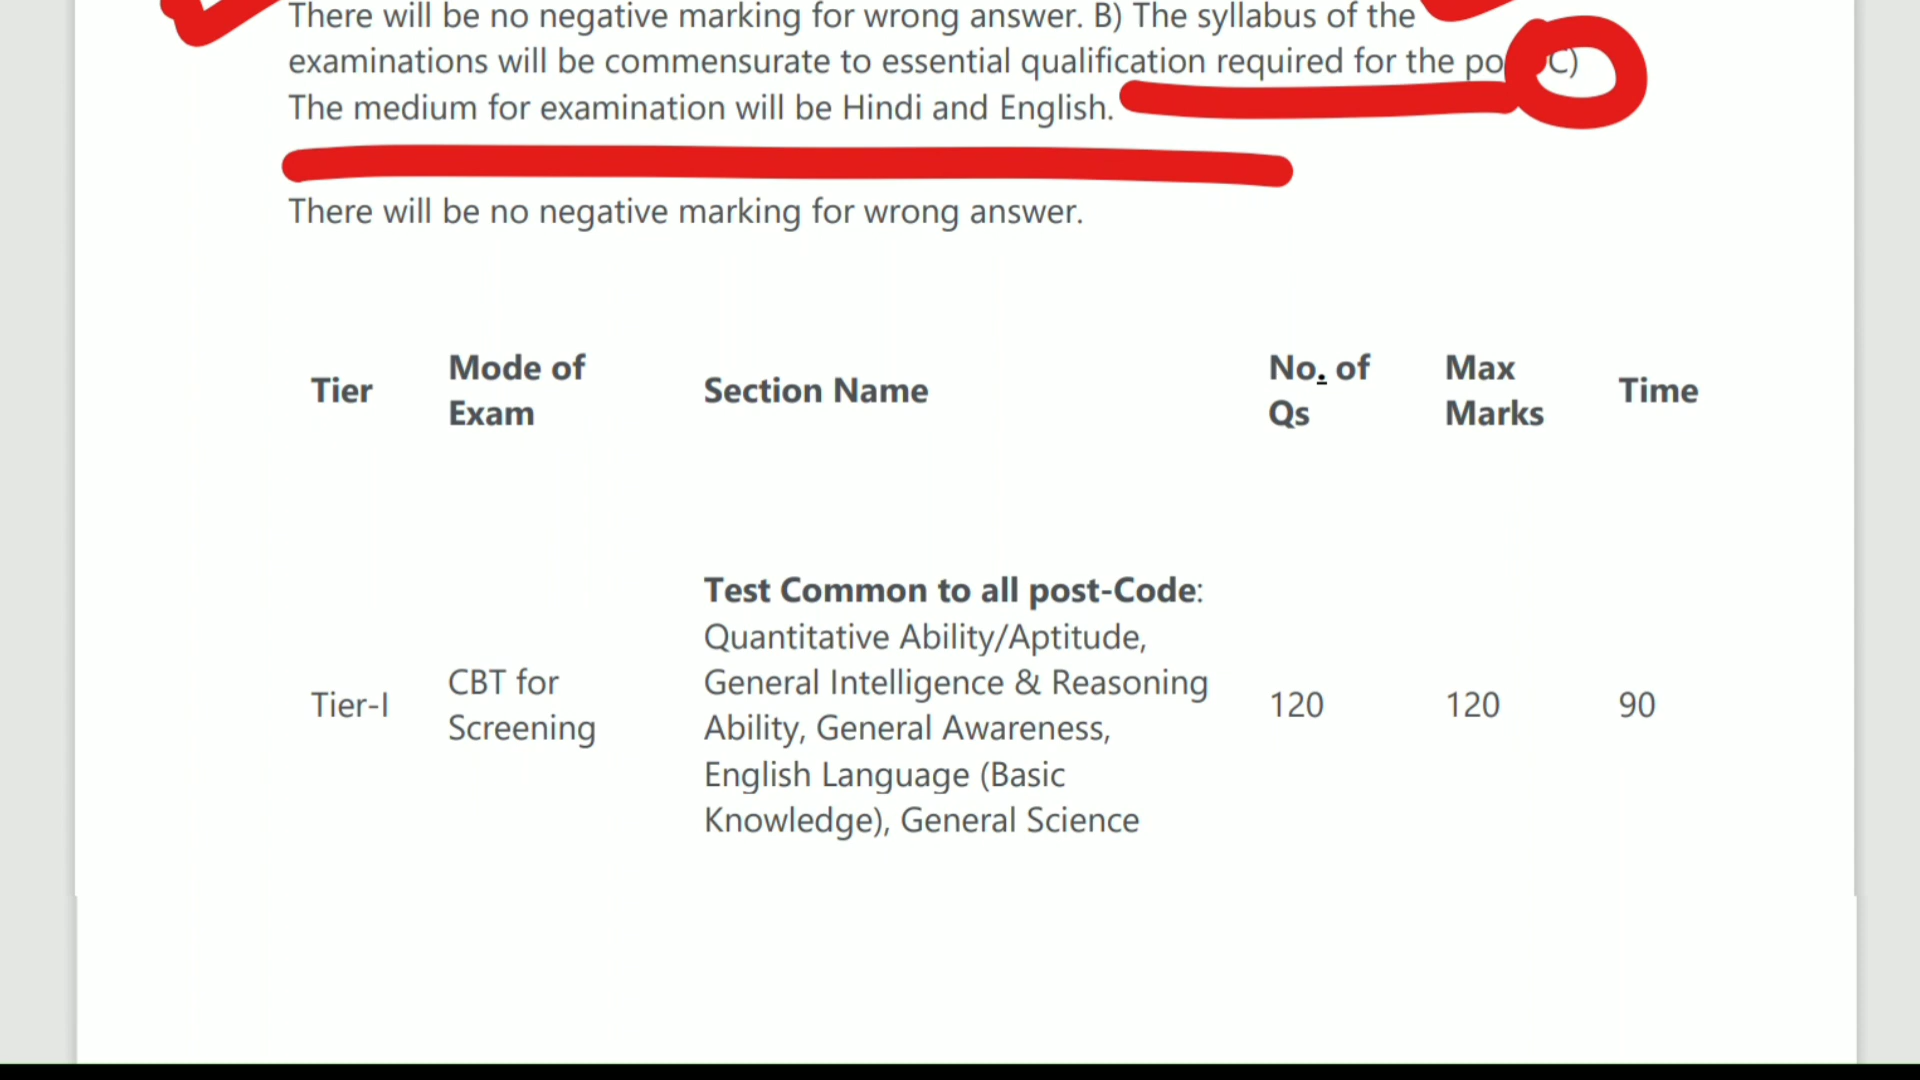 There will be no negative marking for wrong answer. B) The syllabus of the
examinations will be commensurate to essential qualification required for the po C)
The medium for examination will be Hindi and English.
There will be no negative marking for wrong answer.
Tier Mode of Exam Section Name No. of Qs Max Marks Time
Test Common to all post-Code:
Quantitative Ability/Aptitude,
General Intelligence & Reasoning
Ability, General Awareness,
English Language (Basic
Knowledge), General Science
Tier-I CBT for Screening 120 120 90